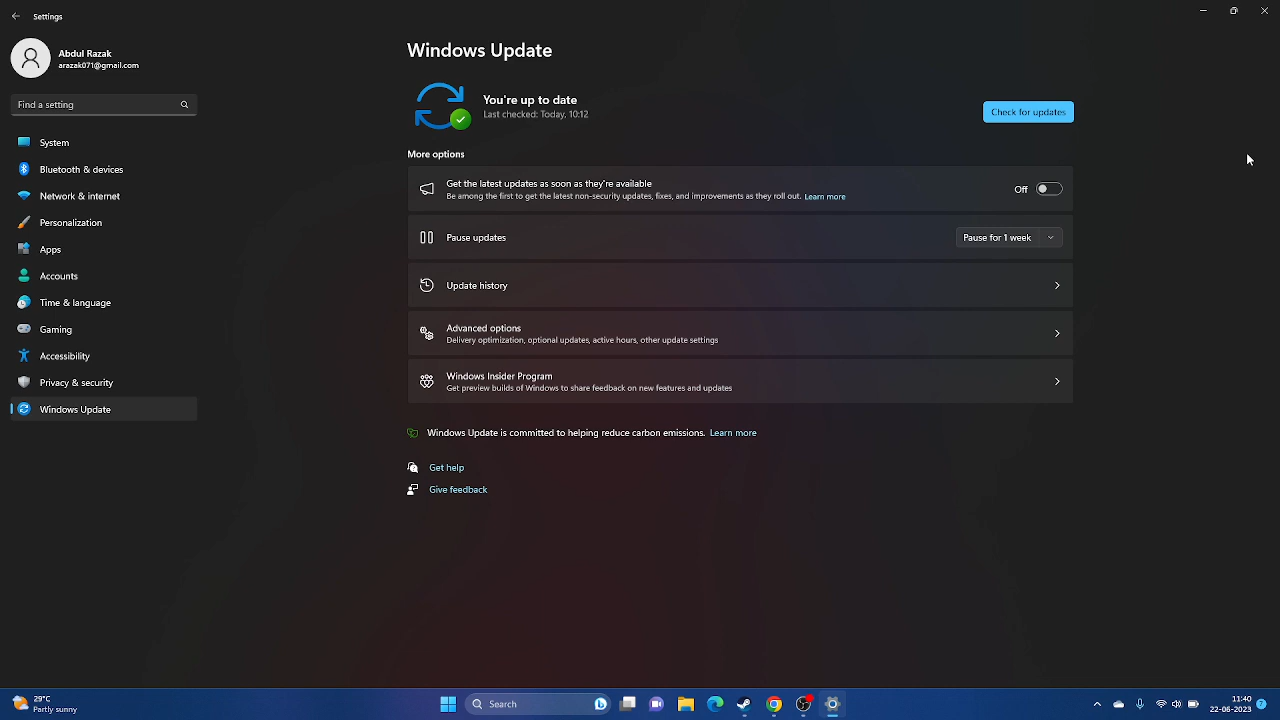 Settings
Abdul Razak
arazak071@gmail.com
Find a setting
System
Bluetooth & devices
Network & internet
Personalization
Apps
Accounts
Time & language
Gaming
Accessibility
Privacy & security
Windows Update
Windows Update
You're up to date
Last checked: Today, 10:12
Check for updates
More options
Get the latest updates as soon as they're available
Be among the first to get the latest non-security updates, fixes, and improvements as they roll out. Learn more
Off
Pause updates
Pause for 1 week
Update history
Advanced options
Delivery optimization, optional updates, active hours, other update settings
Windows Insider Program
Get preview builds of Windows to share feedback on new features and updates
Windows Update is committed to helping reduce carbon emissions. Learn more
Get help
Give feedback
29°C
Partly sunny
Search
11:40
22-06-2023
7